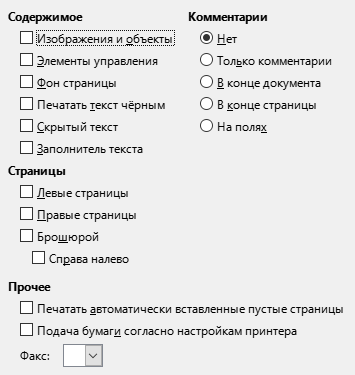 Содержимое
Изображения и объекты
Элементы управления
Фон страницы
Печатать текст чёрным
Скрытый текст
Заполнитель текста
Комментарии
Нет
Только комментарии
В конце документа
В конце страницы
На полях
Страницы
Левые страницы
Правые страницы
Брошюрой
Справа налево
Прочее
Печатать автоматически вставленные пустые страницы
Подача бумаги согласно настройкам принтера
Факс: